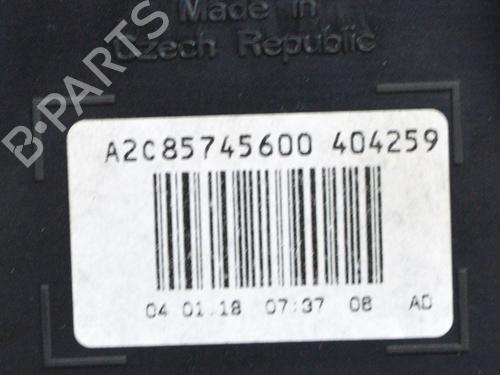 Made in
Czech Republic
B-PARTS
A2C85745600 404259
04 01.18 07:37 08 AD